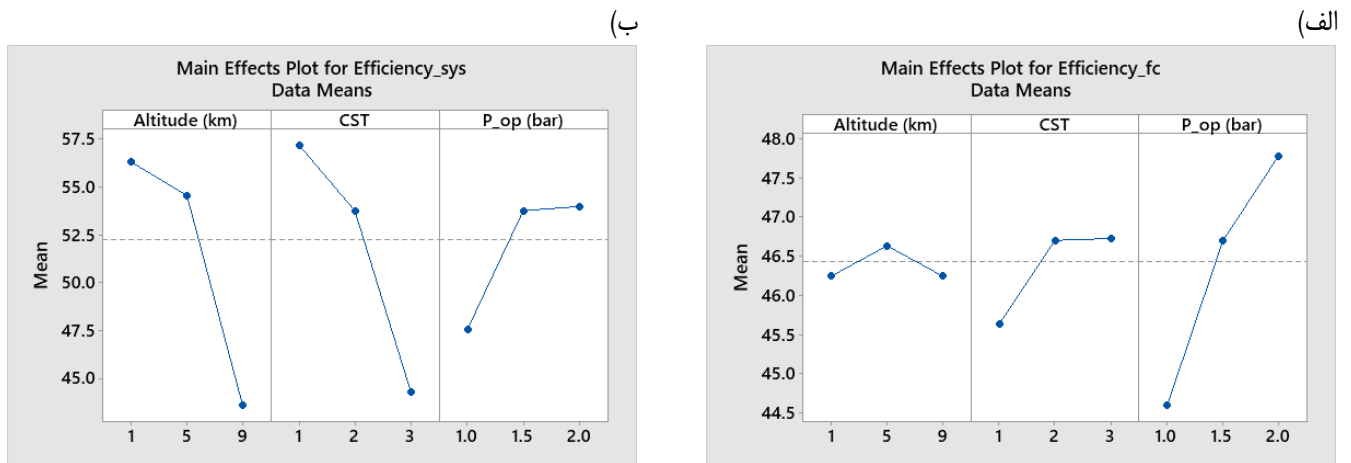 الف)
Main Effects Plot for Efficiency_fc
Data Means
Altitude (km) CST P_op (bar)
48.0
47.5
47.0
46.5
46.0
45.5
45.0
44.5
Mean
1 5 9 1 2 3 1.0 1.5 2.0
ب)
Main Effects Plot for Efficiency_sys
Data Means
Altitude (km) CST P_op (bar)
57.5
55.0
52.5
50.0
47.5
45.0
Mean
1 5 9 1 2 3 1.0 1.5 2.0